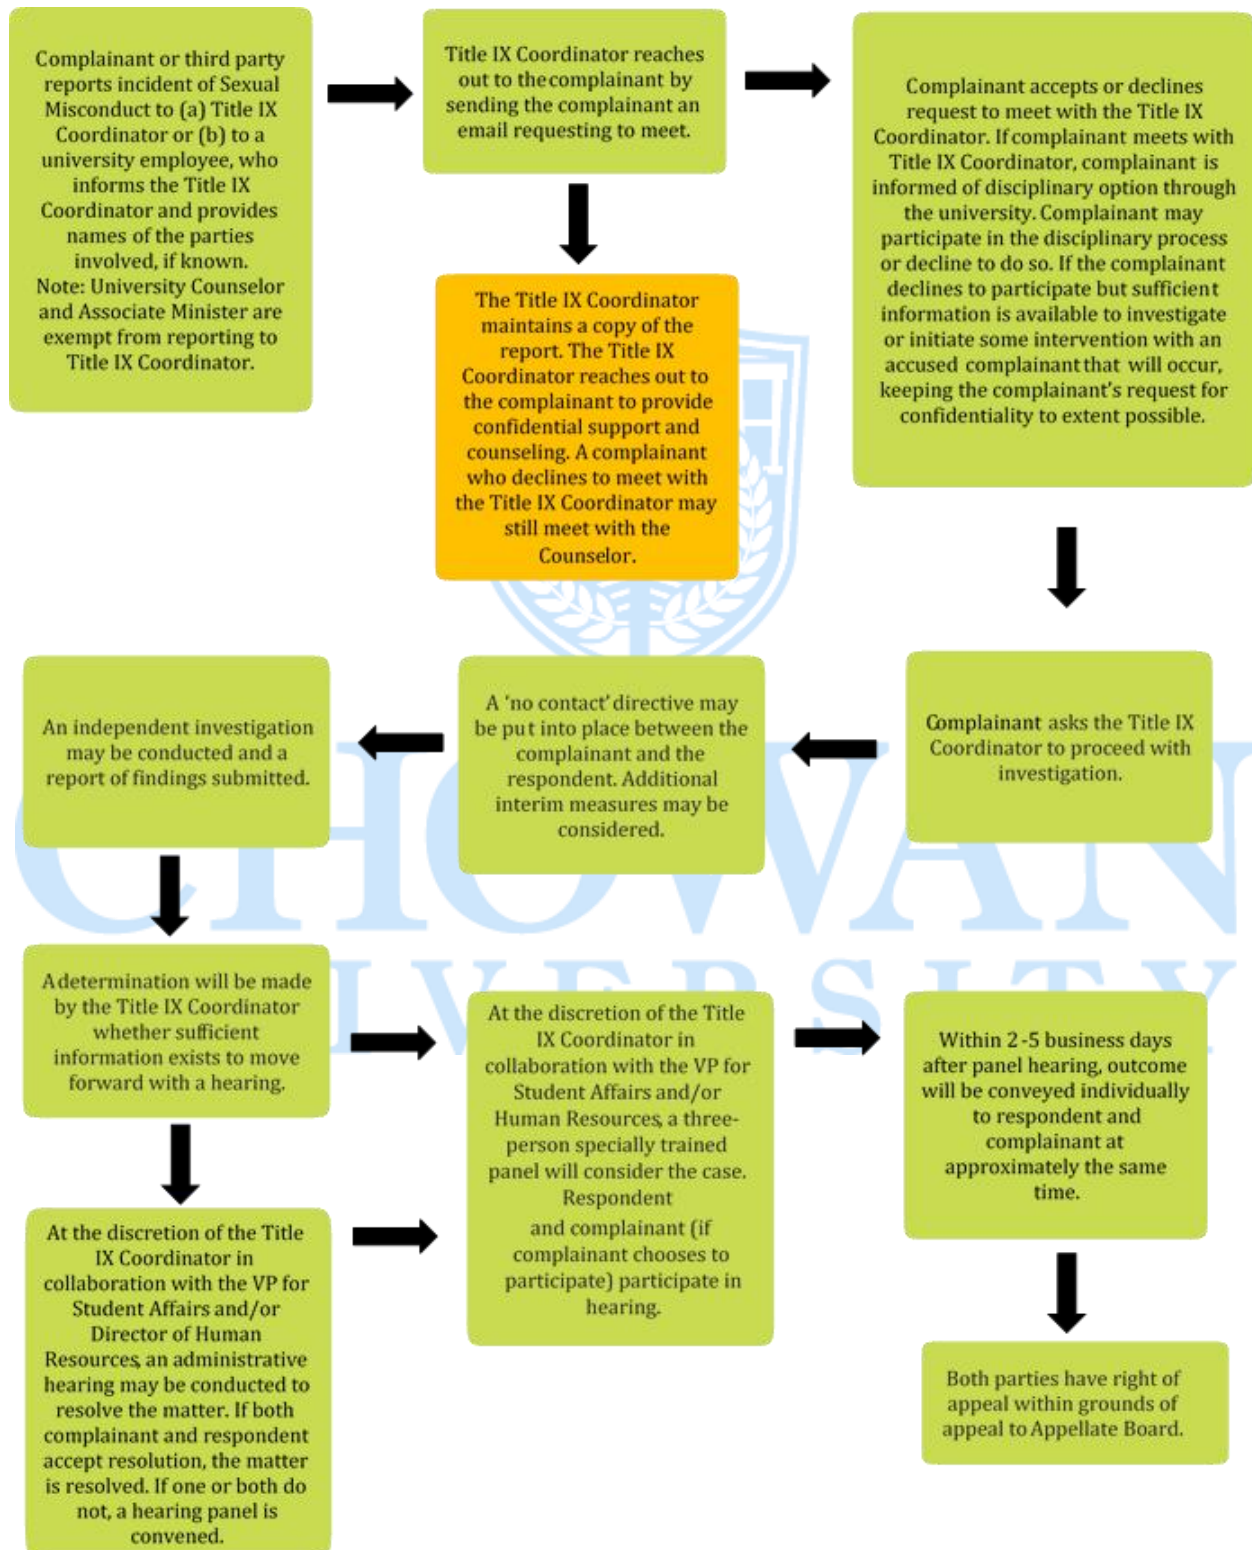 Complainant or third party
reports incident of Sexual
Misconduct to (a) Title IX
Coordinator or (b) to a
university employee, who
informs the Title IX
Coordinator and provides
names of the parties
involved, if known.
Note: University Counselor
and Associate Minister are
exempt from reporting to
Title IX Coordinator.
Title IX Coordinator reaches
out to the complainant by
sending the complainant an
email requesting to meet.
Complainant accepts or declines
request to meet with the Title IX
Coordinator. If complainant meets with
Title IX Coordinator, complainant is
informed of disciplinary option through
the university. Complainant may
participate in the disciplinary process
or decline to do so. If the complainant
declines to participate but sufficient
information is available to investigate
or initiate some intervention with an
accused complainant that will occur,
keeping the complainant's request for
confidentiality to extent possible.
The Title IX Coordinator
maintains a copy of the
report. The Title IX
Coordinator reaches out to
the complainant to provide
confidential support and
counseling. A complainant
who declines to meet with
the Title IX Coordinator may
still meet with the
Counselor.
Complainant asks the Title IX
Coordinator to proceed with
investigation.
A 'no contact' directive may
be put into place between the
complainant and the
respondent. Additional
interim measures may be
considered.
An independent investigation
may be conducted and a
report of findings submitted.
CHOWAN
UNIVERSITY
A determination will be made
by the Title IX Coordinator
whether sufficient
information exists to move
forward with a hearing.
At the discretion of the Title
IX Coordinator in
collaboration with the VP for
Student Affairs and/or
Director of Human
Resources, an administrative
hearing may be conducted to
resolve the matter. If both
complainant and respondent
accept resolution, the matter
is resolved. If one or both do
not, a hearing panel is
convened.
At the discretion of the Title
IX Coordinator in
collaboration with the VP for
Student Affairs and/or
Human Resources, a three-
person specially trained
panel will consider the case.
Respondent
and complainant (if
complainant chooses to
participate) participate in
hearing.
Within 2-5 business days
after panel hearing, outcome
will be conveyed individually
to respondent and
complainant at
approximately the same
time.
Both parties have right of
appeal within grounds of
appeal to Appellate Board.